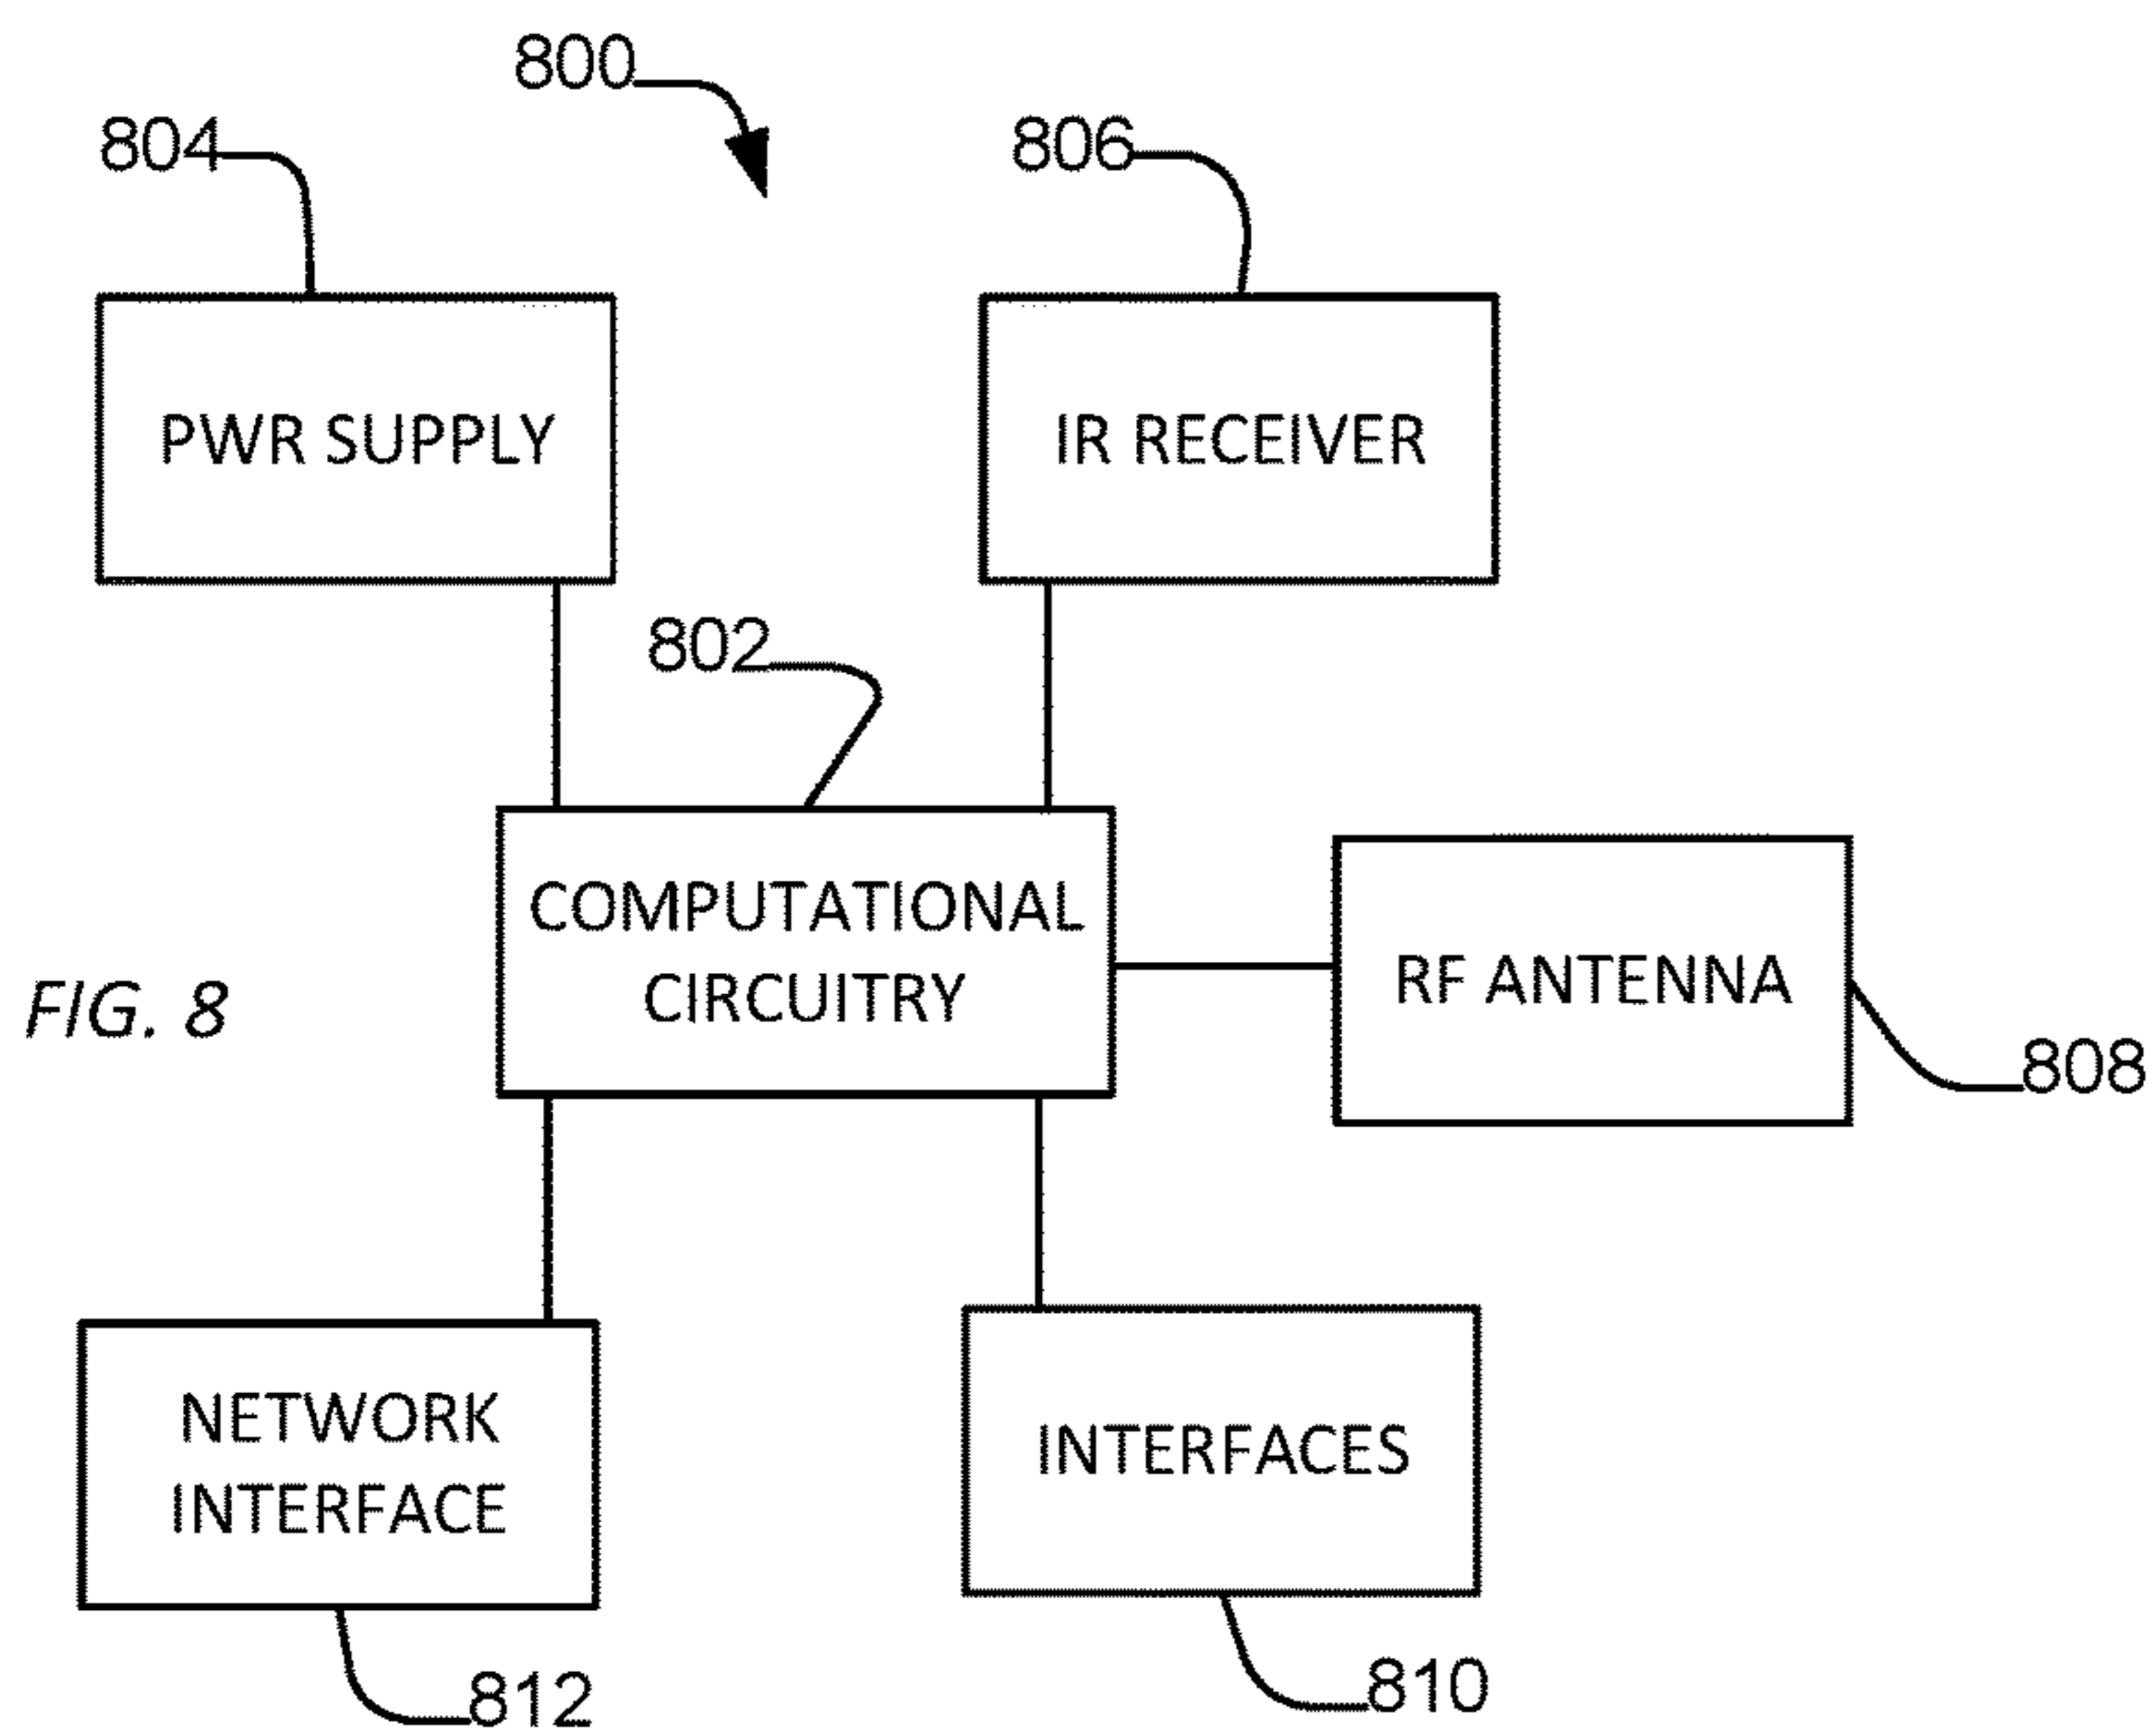 800
804
806
PWR SUPPLY
IR RECEIVER
802
COMPUTATIONAL
CIRCUITRY
RF ANTENNA
FIG. 8
808
NETWORK
INTERFACE
INTERFACES
812
810